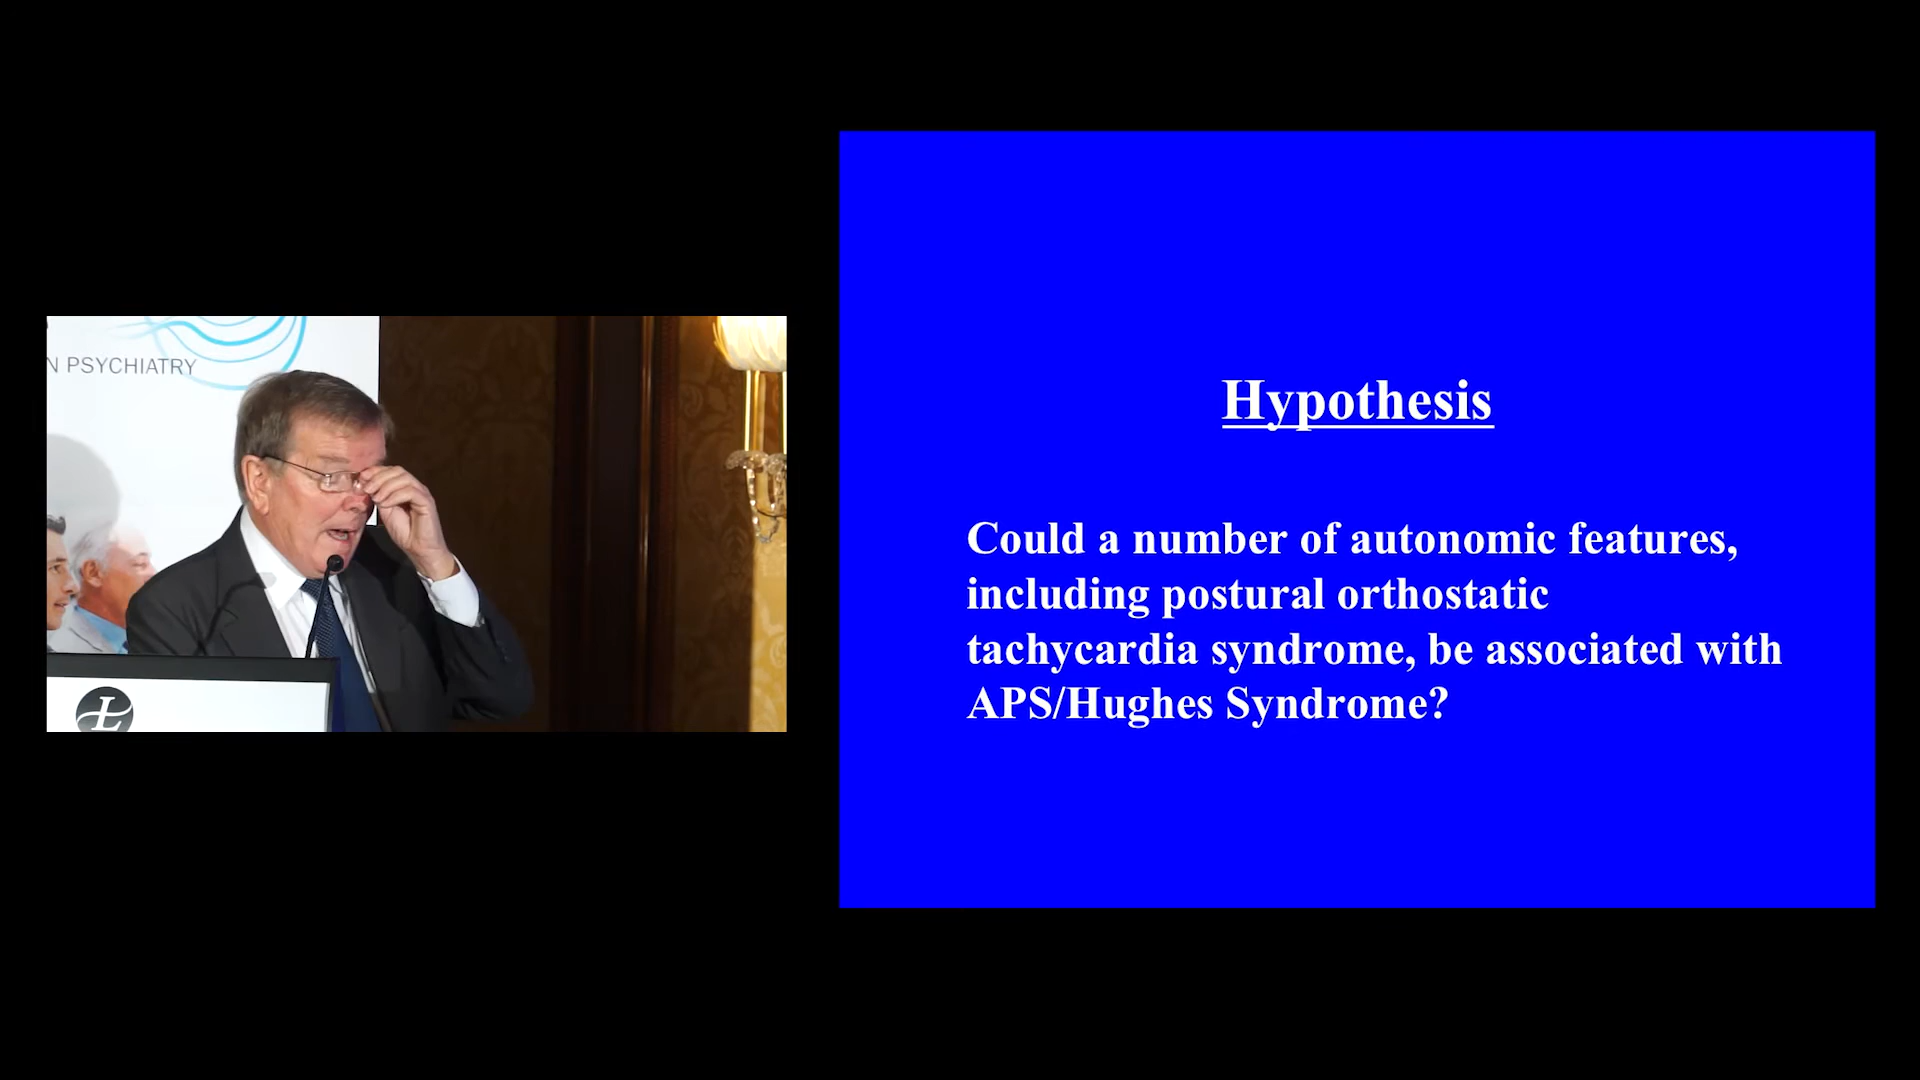 N PSYCHIATRY
Ł
Hypothesis
Could a number of autonomic features,
including postural orthostatic
tachycardia syndrome, be associated with
APS/Hughes Syndrome?